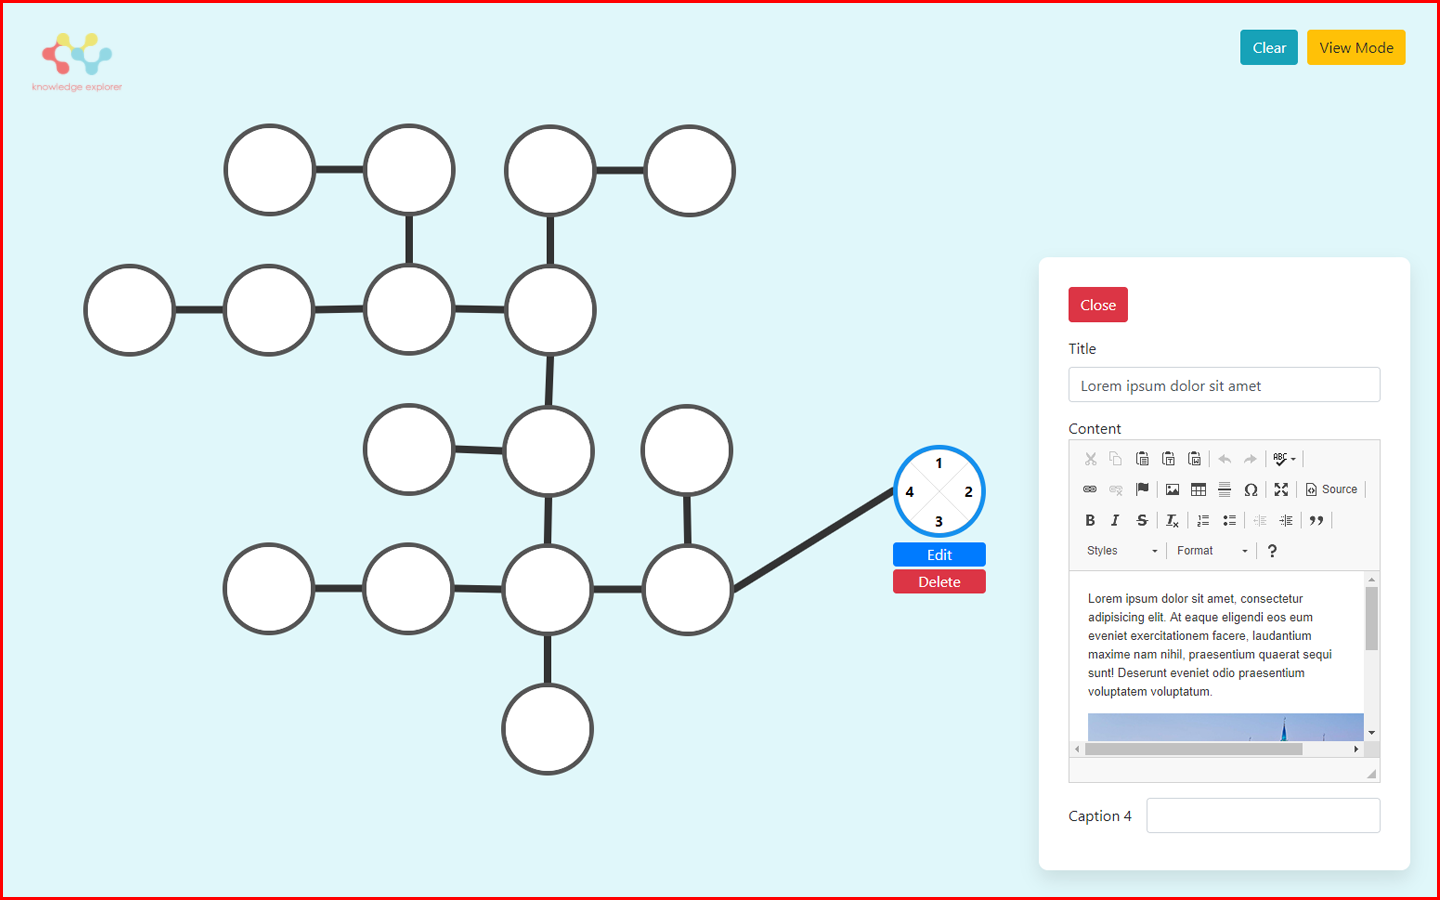 knowledge explorer
Clear
View Mode
Close
Title
Lorem ipsum dolor sit amet
Content
ABC
Source
B I S Ix
Styles
Format
?
Lorem ipsum dolor sit amet, consectetur
adipisicing elit. At eaque eligendi eos eum
eveniet exercitationem facere, laudantium
maxime nam nihil, praesentium quaerat sequi
sunt! Deserunt eveniet odio praesentium
voluptatem voluptatum.
Caption 4
1
4 2
3
Edit
Delete